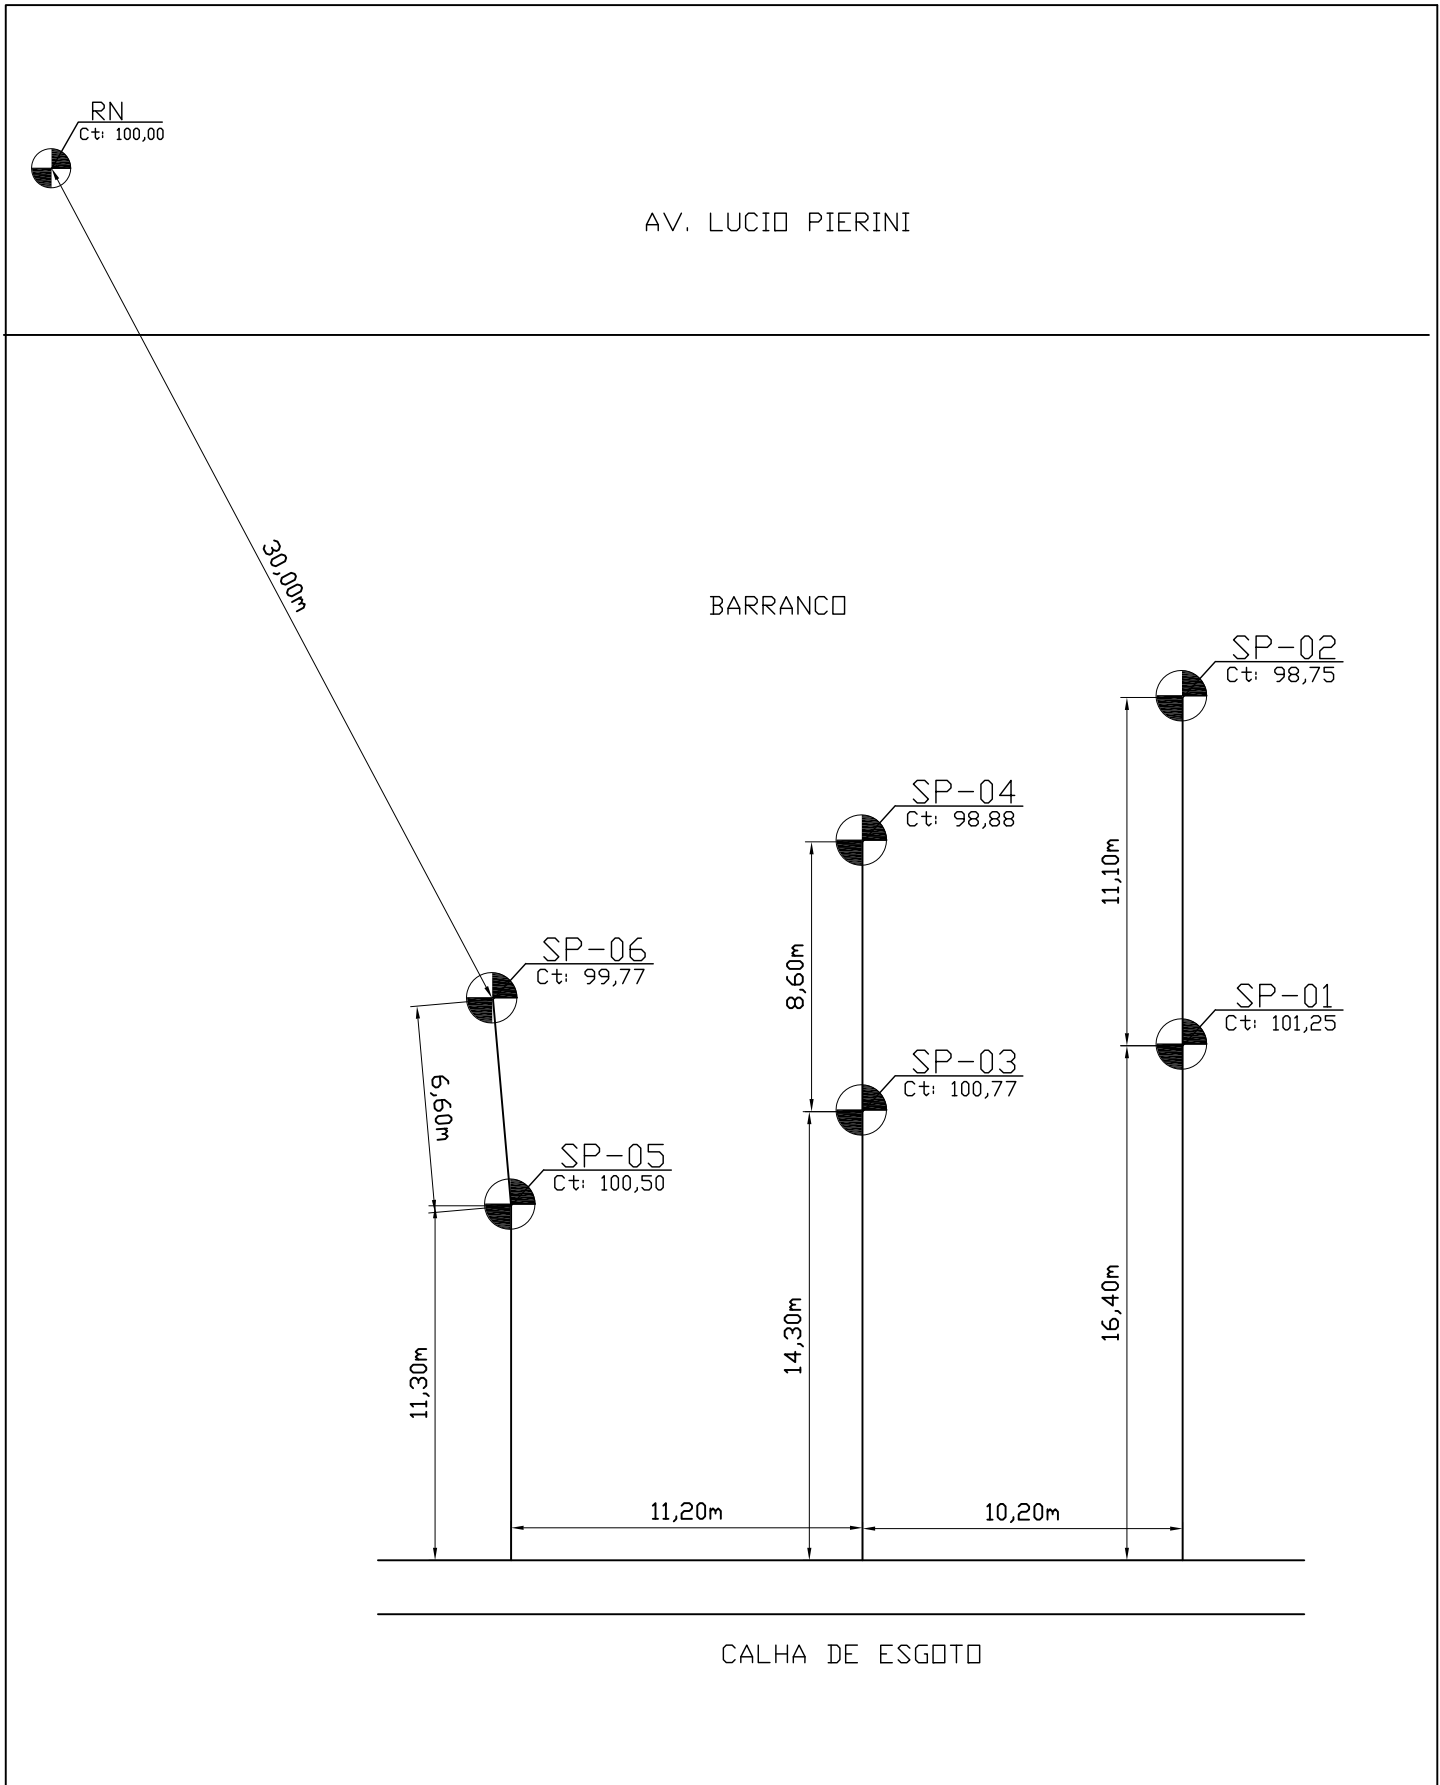 RN
Ct: 100,00
AV. LUCIO PIERINI
30,00m
BARRANCO
SP-02
Ct: 98,75
SP-04
Ct: 98,88
11,10m
SP-06
Ct: 99,77
8,60m
SP-01
Ct: 101,25
SP-03
Ct: 100,77
6,60m
SP-05
Ct: 100,50
16,40m
14,30m
11,30m
11,20m
10,20m
CALHA DE ESGOTO